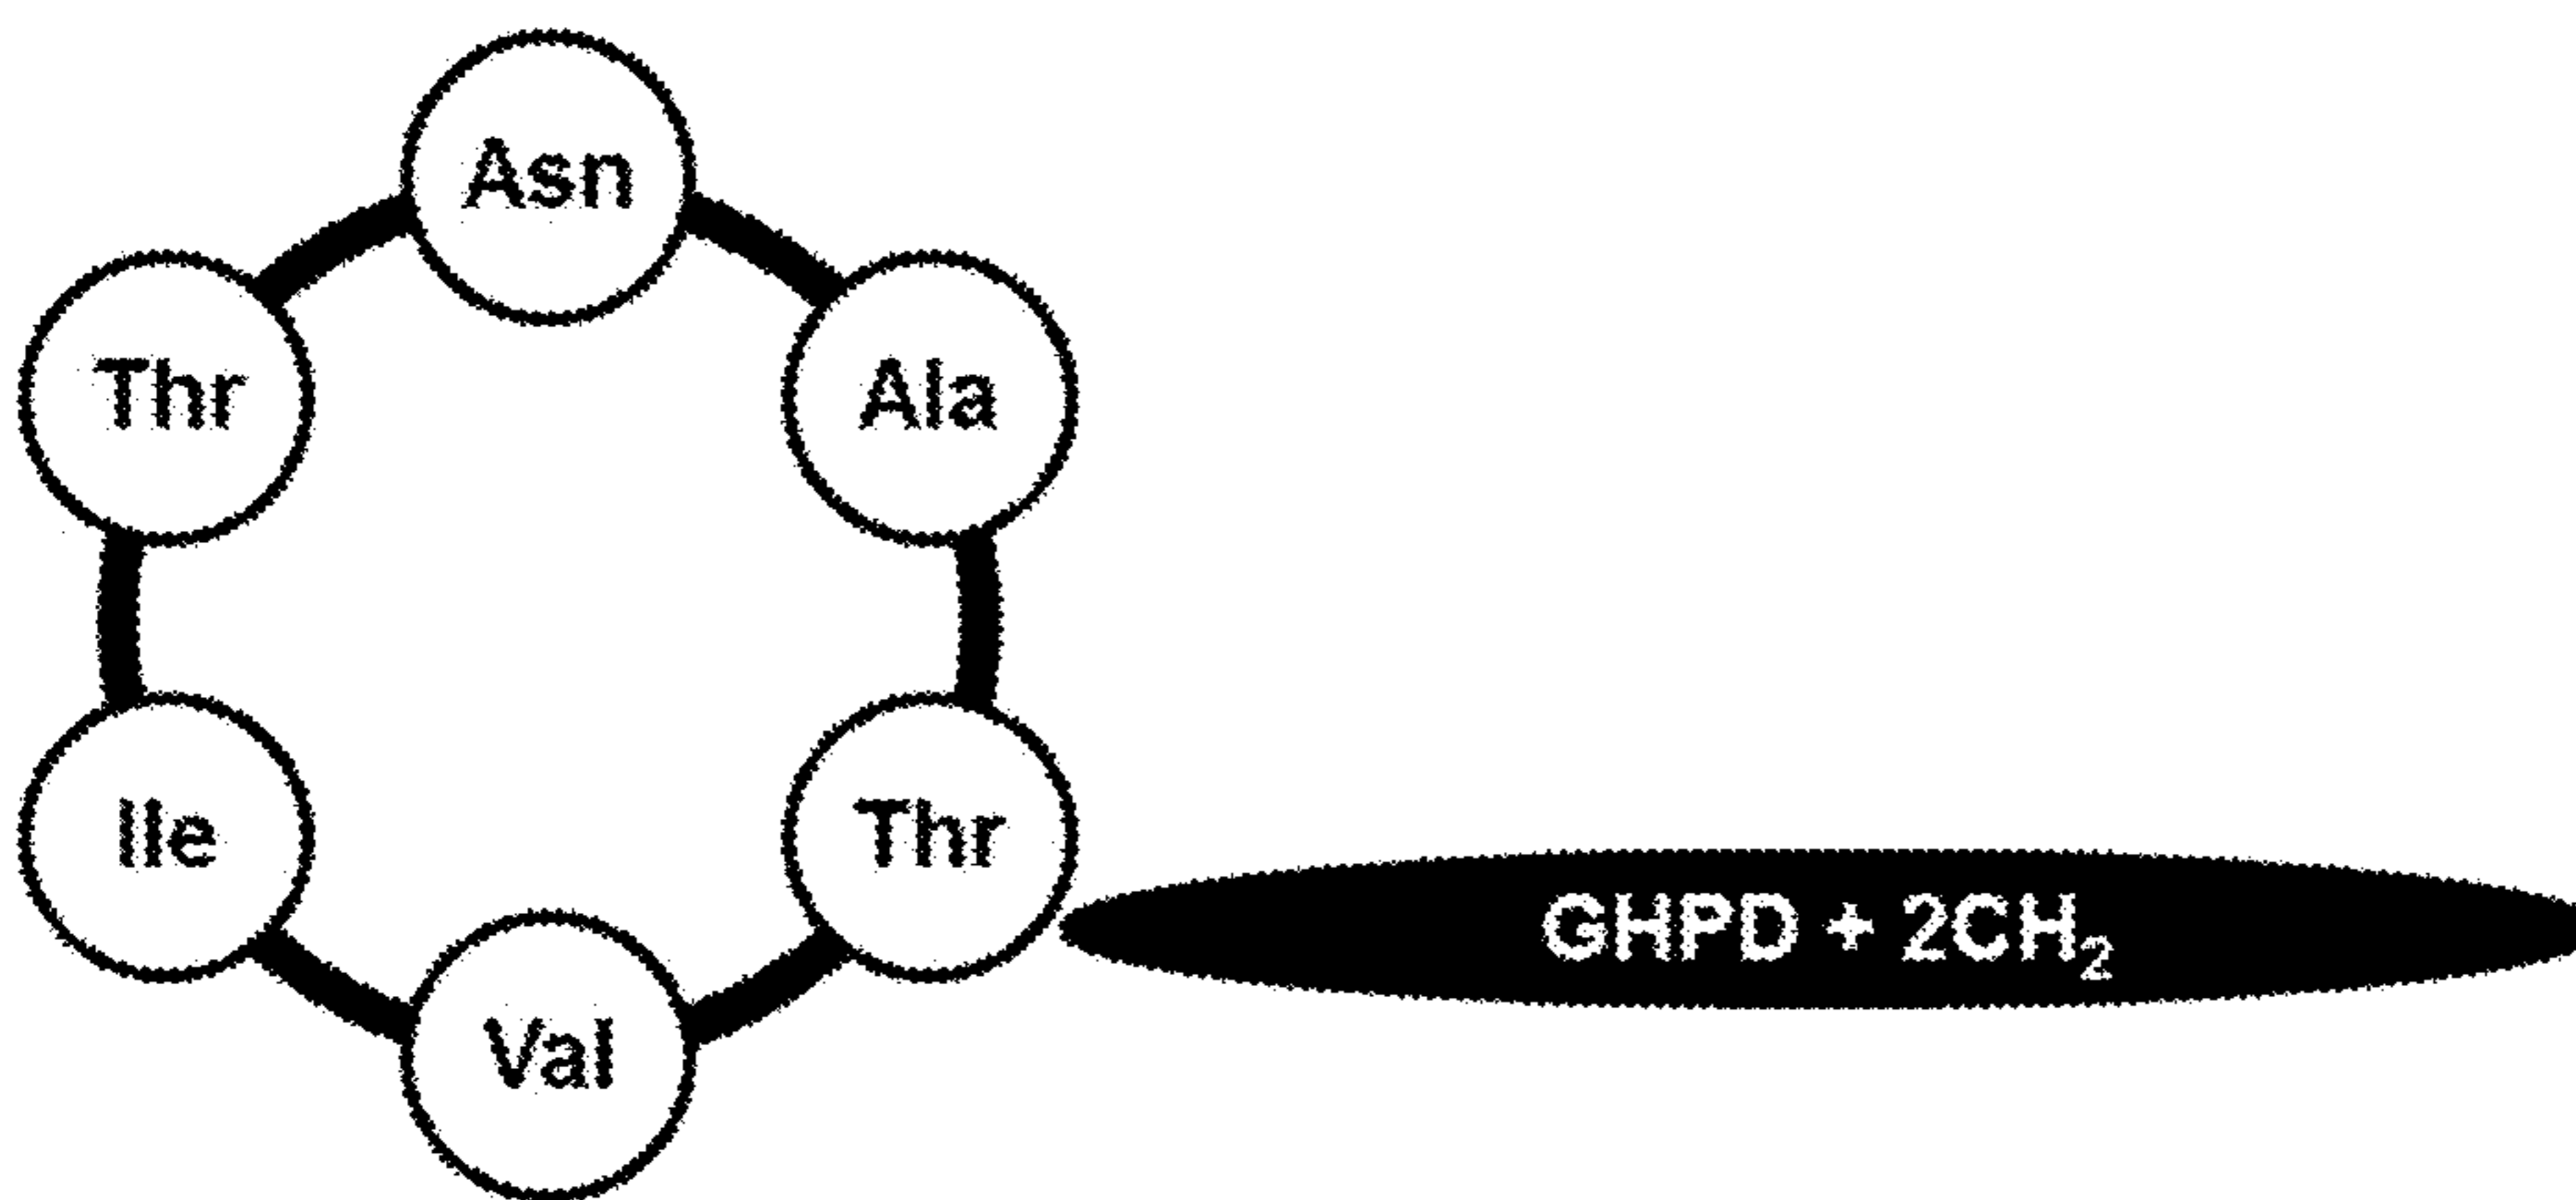 Asn
Thr
Ala
Ile
Thr
GHPD + 2CH₂
Val